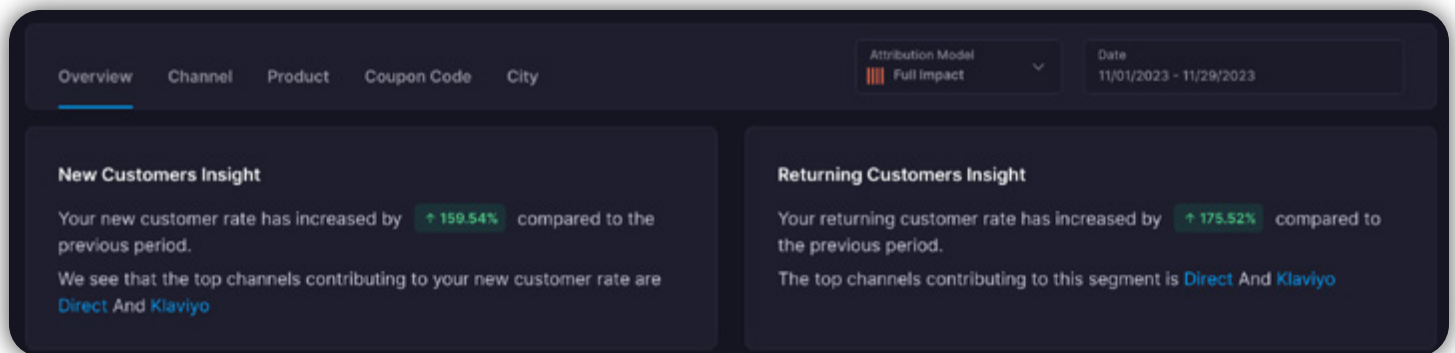 Overview Channel Product Coupon Code City
Attribution Model
Full Impact
Date
11/01/2023 - 11/29/2023
New Customers Insight
Your new customer rate has increased by ↑ 159.54% compared to the
previous period.
We see that the top channels contributing to your new customer rate are
Direct And Klaviyo
Returning Customers Insight
Your returning customer rate has increased by ↑ 175.52% compared to
the previous period.
The top channels contributing to this segment is Direct And Klaviyo